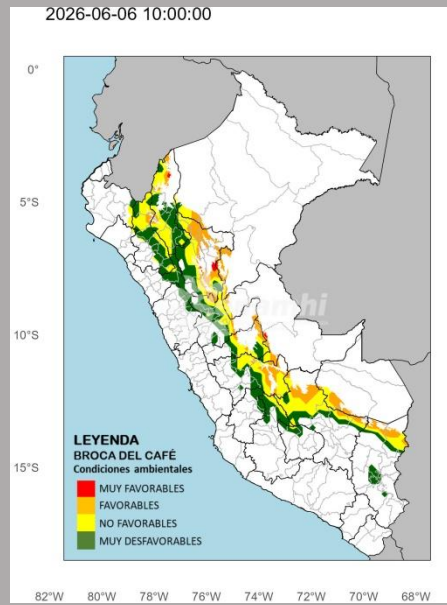 2026-06-06 10:00:00
0°
5°S
10°S
15°S
LEYENDA
BROCA DEL CAFÉ
Condiciones ambientales
MUY FAVORABLES
FAVORABLES
NO FAVORABLES
MUY DESFAVORABLES
82°W 80°W 78°W 76°W 74°W 72°W 70°W 68°W